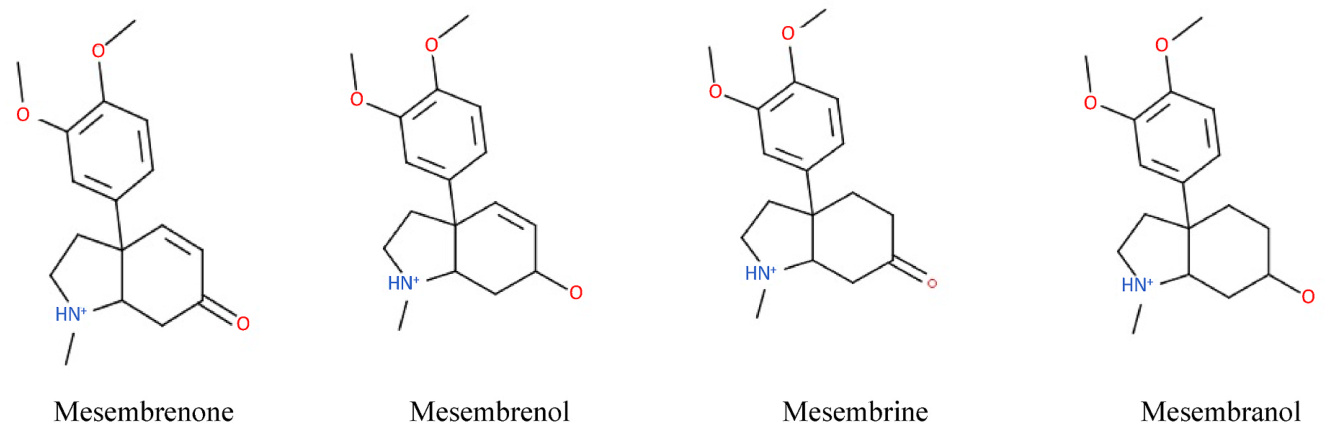 O
O
HN+
O
O
O
HN+
O
O
O
HN+
O
O
O
HN+
O
Mesembrenone
Mesembrenol
Mesembrine
Mesembranol